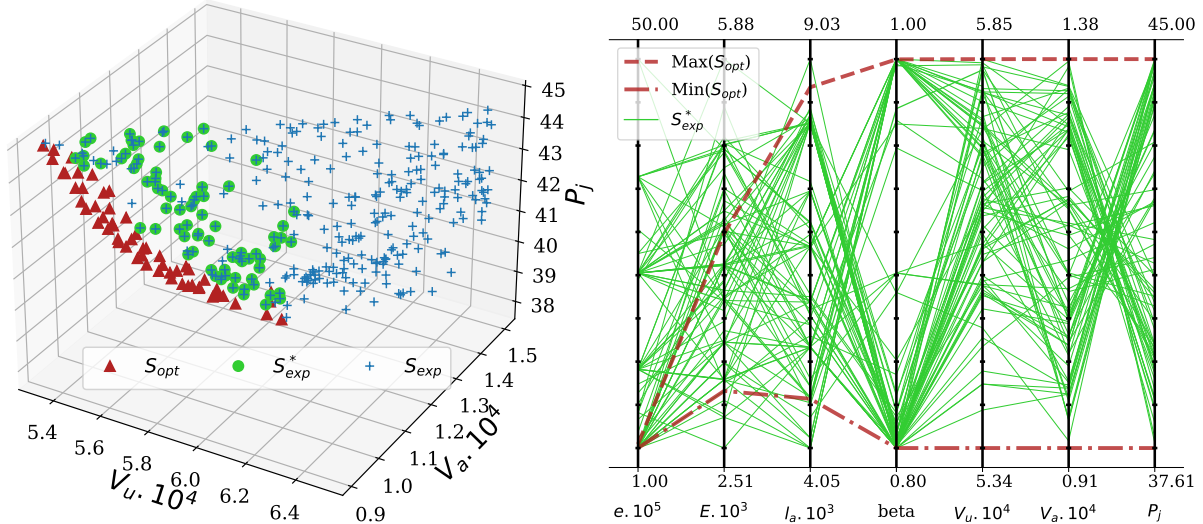 45
44
43
42
41
40
39
38
P_j
1.5
1.4
1.3
1.2
1.1
1.0
0.9
V_a. 10^4
5.4
5.6
5.8
6.0
6.2
6.4
V_u. 10^4
S_opt S*_exp S_exp
50.00 5.88 9.03 1.00 5.85 1.38 45.00
Max(S_opt)
Min(S_opt)
S*_exp
1.00 2.51 4.05 0.80 5.34 0.91 37.61
e. 10^5 E. 10^3 I_a. 10^3 beta V_u. 10^4 V_a. 10^4 P_j